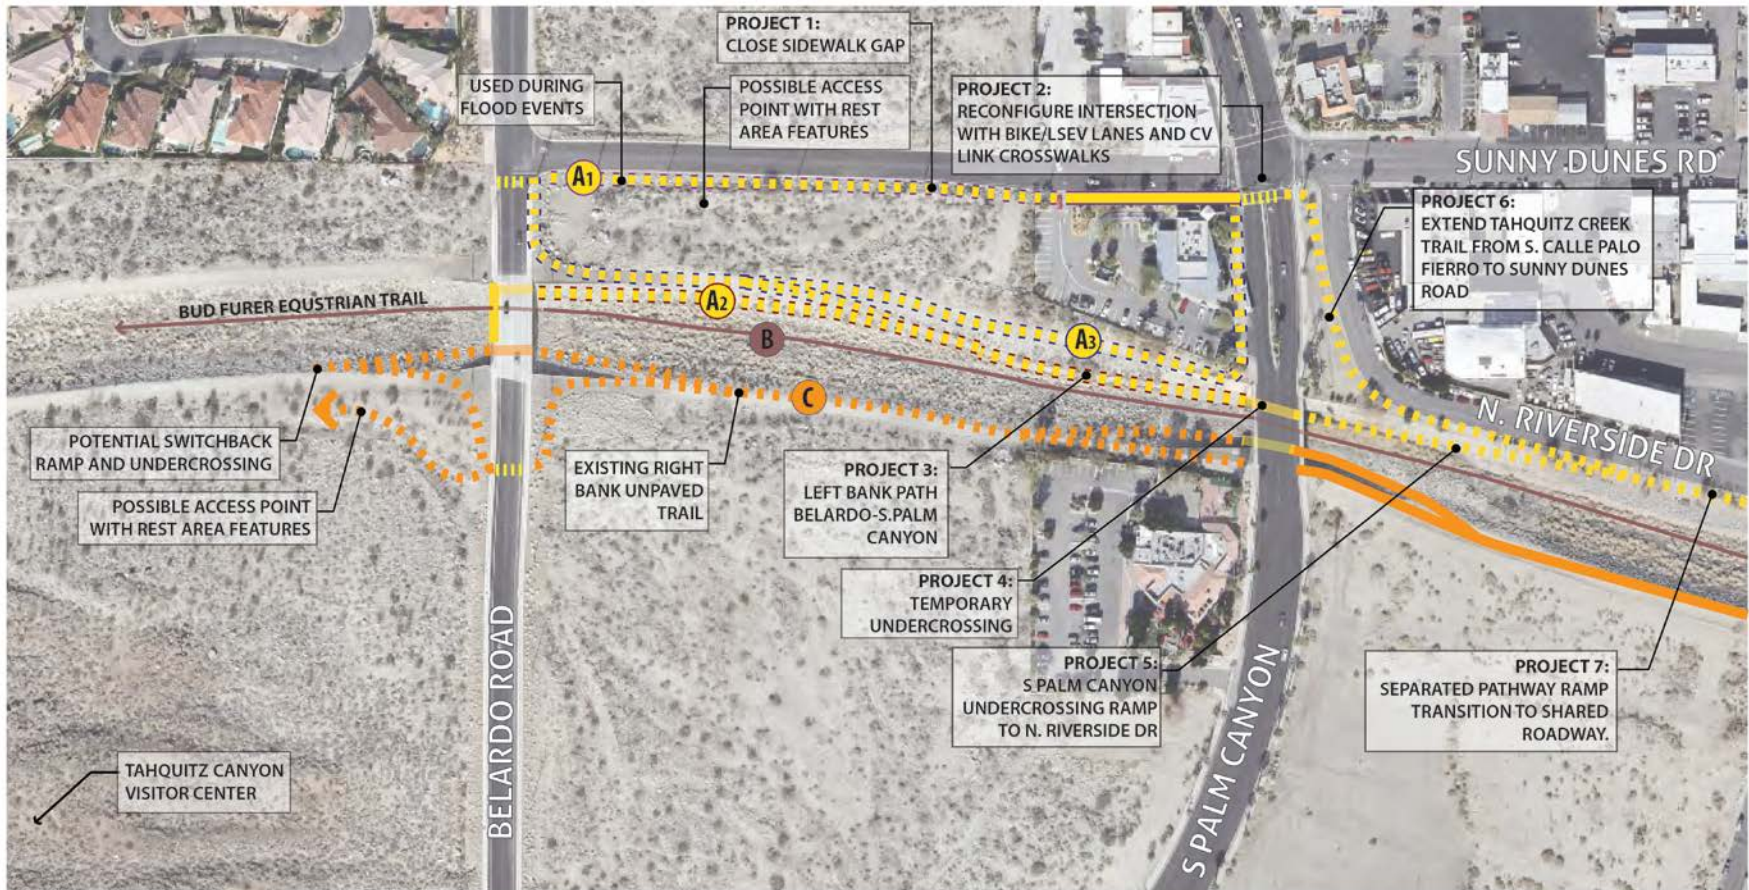 PROJECT 1:
CLOSE SIDEWALK GAP
USED DURING
FLOOD EVENTS
POSSIBLE ACCESS
POINT WITH REST
AREA FEATURES
PROJECT 2:
RECONFIGURE INTERSECTION
WITH BIKE/LSEV LANES AND CV
LINK CROSSWALKS
SUNNY DUNES RD
A1
PROJECT 6:
EXTEND TAHQUITZ CREEK
TRAIL FROM S. CALLE PALO
FIERRO TO SUNNY DUNES
ROAD
BUD FURER EQUSTRIAN TRAIL
A2
B
A3
C
N. RIVERSIDE DR
POTENTIAL SWITCHBACK
RAMP AND UNDERCROSSING
POSSIBLE ACCESS POINT
WITH REST AREA FEATURES
EXISTING RIGHT
BANK UNPAVED
TRAIL
PROJECT 3:
LEFT BANK PATH
BELARDO-S.PALM
CANYON
PROJECT 4:
TEMPORARY
UNDERCROSSING
PROJECT 5:
S PALM CANYON
UNDERCROSSING RAMP
TO N. RIVERSIDE DR
PROJECT 7:
SEPARATED PATHWAY RAMP
TRANSITION TO SHARED
ROADWAY.
BELARDO ROAD
S PALM CANYON
TAHQUITZ CANYON
VISITOR CENTER